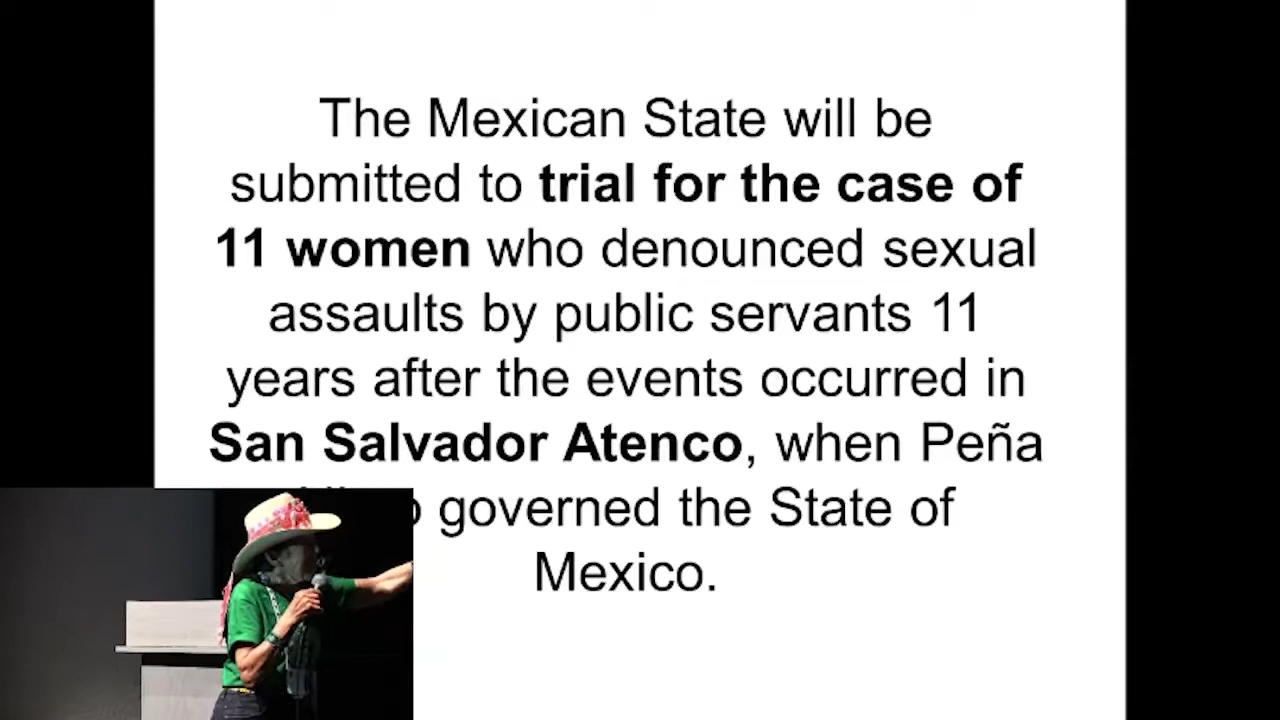 The Mexican State will be
submitted to trial for the case of
11 women who denounced sexual
assaults by public servants 11
years after the events occurred in
San Salvador Atenco, when Peña
governed the State of
Mexico.